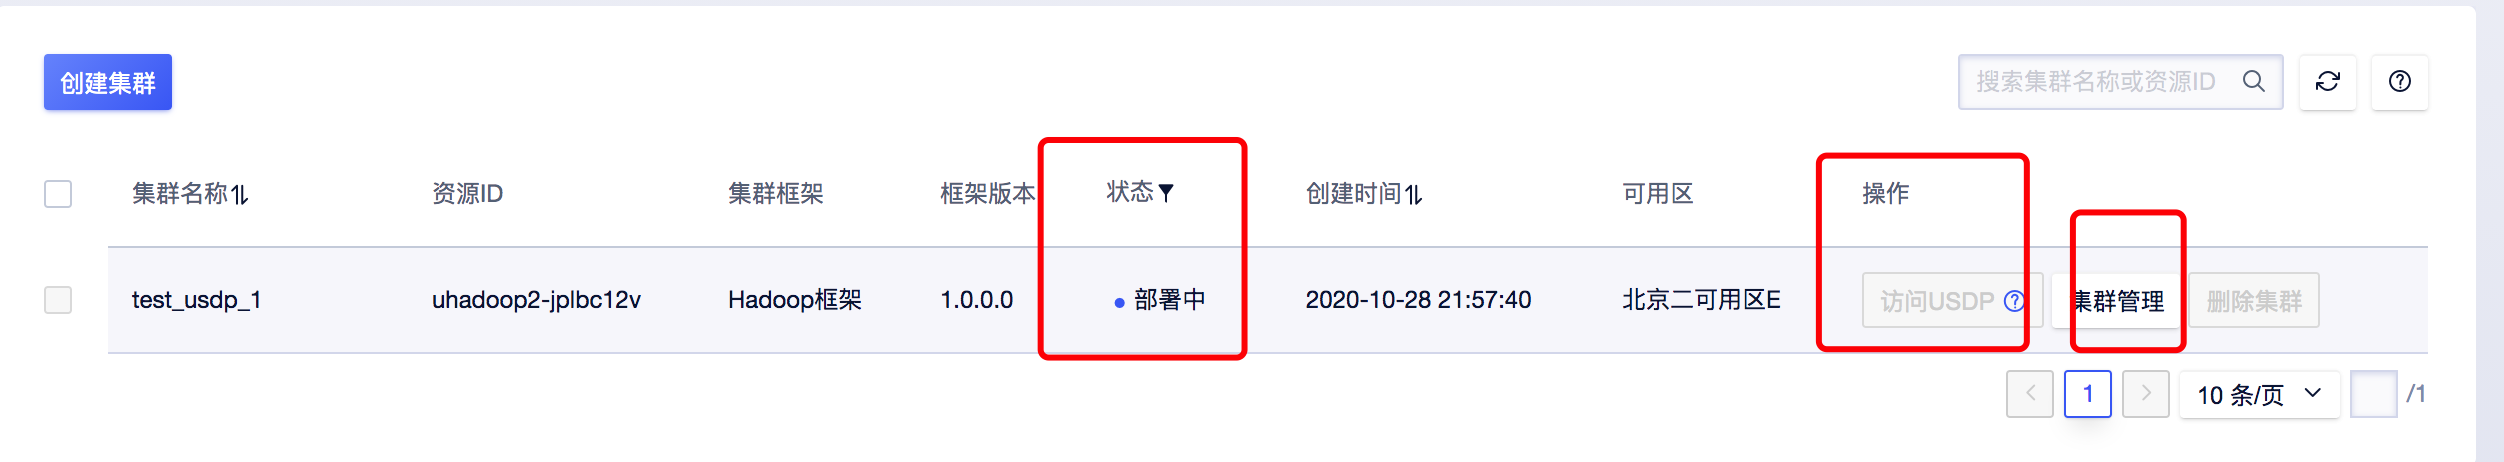 创建集群
搜索集群名称或资源ID
集群名称 资源ID 集群框架 框架版本 状态 创建时间 可用区 操作
test_usdp_1 uhadoop2-jplbc12v Hadoop框架 1.0.0.0 部署中 2020-10-28 21:57:40 北京二可用区E 访问USDP 集群管理 删除集群
1 10 条/页 /1